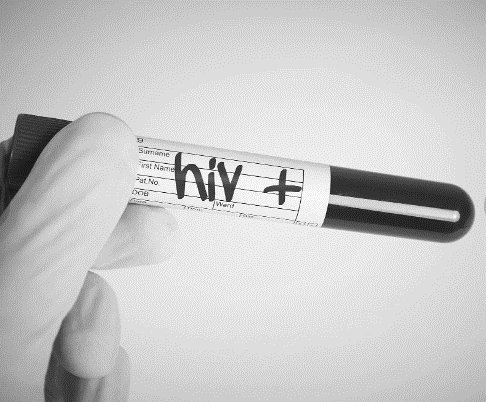 Surname
First Name
Pat.No.
DOB
Ward
hiv +